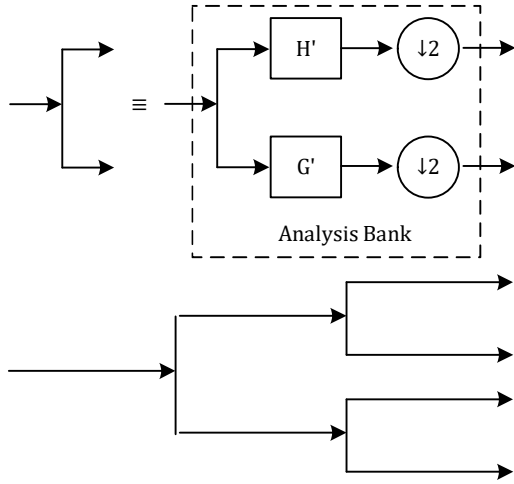 H'
↓2
≡
G'
↓2
Analysis Bank